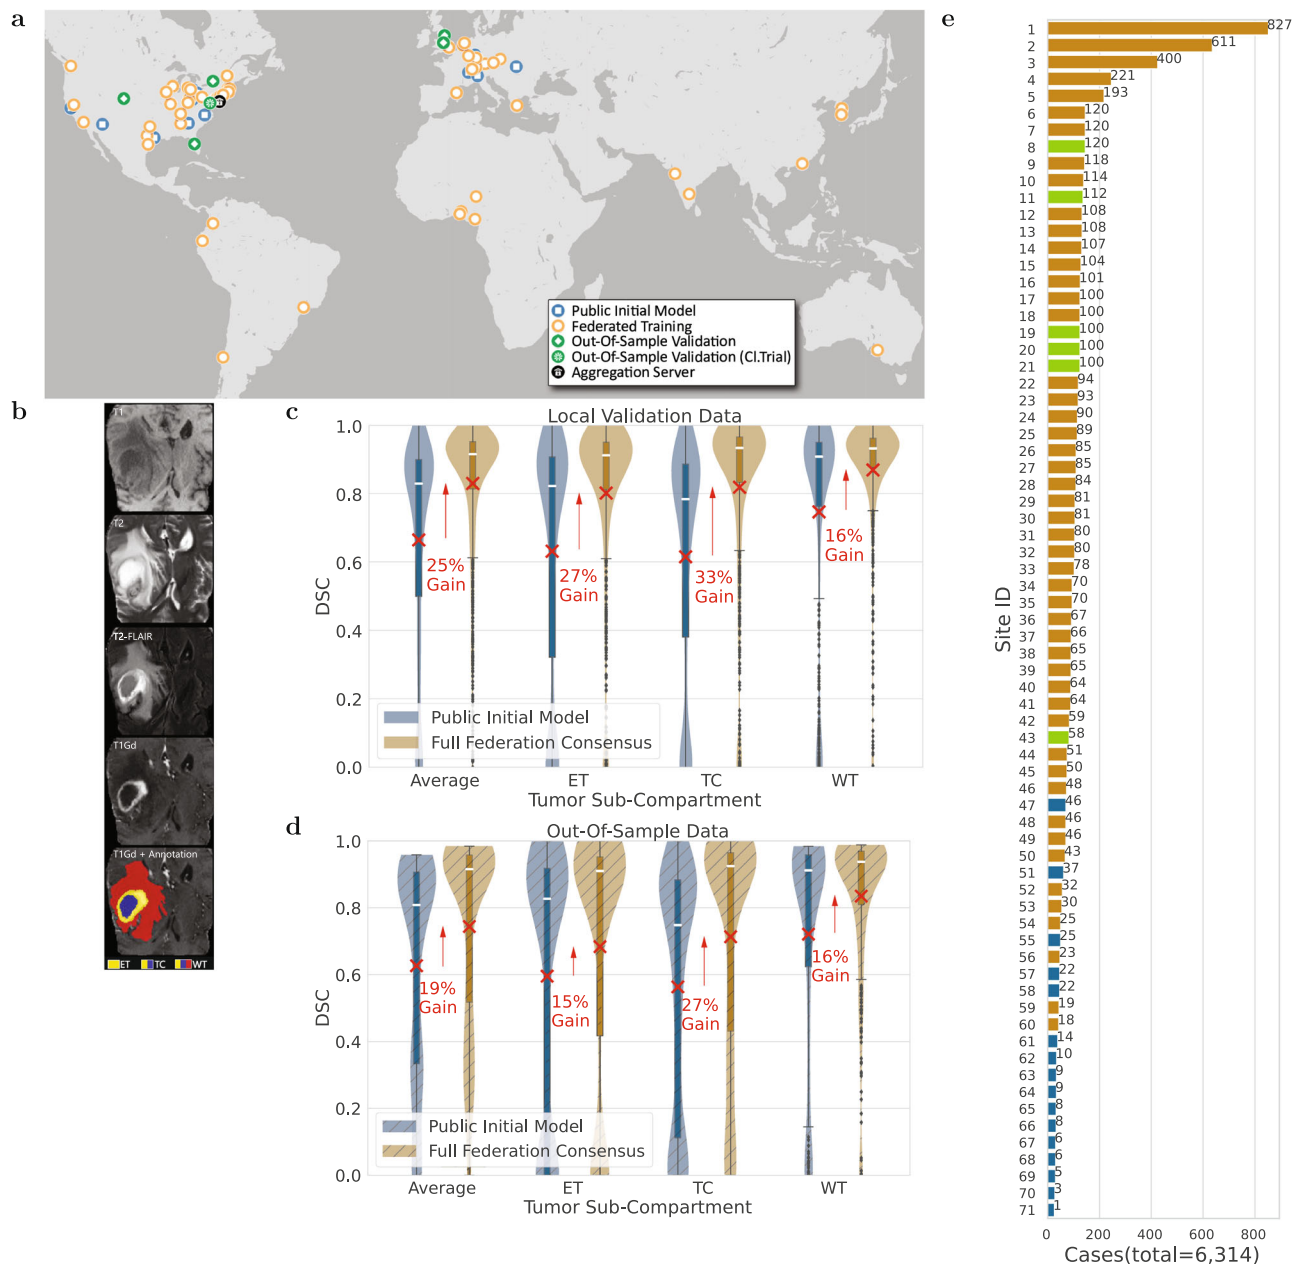 a
Public Initial Model
Federated Training
Out-Of-Sample Validation
Out-Of-Sample Validation (Cl.Trial)
Aggregation Server
b
T1
T2
T2-FLAIR
T1Gd
T1Gd + Annotation
ET TC WT
c
Local Validation Data
DSC
1.0
0.8
0.6
0.4
0.2
0.0
25%
Gain
27%
Gain
33%
Gain
16%
Gain
Public Initial Model
Full Federation Consensus
Average ET TC WT
Tumor Sub-Compartment
d
Out-Of-Sample Data
DSC
1.0
0.8
0.6
0.4
0.2
0.0
19%
Gain
15%
Gain
27%
Gain
16%
Gain
Public Initial Model
Full Federation Consensus
Average ET TC WT
Tumor Sub-Compartment
e
Site ID
1 827
2 611
3 400
4 221
5 193
6 120
7 120
8 120
9 118
10 114
11 112
12 108
13 108
14 107
15 104
16 101
17 100
18 100
19 100
20 100
21 100
22 94
23 93
24 90
25 89
26 85
27 85
28 84
29 81
30 81
31 80
32 80
33 78
34 70
35 70
36 67
37 66
38 65
39 65
40 64
41 64
42 59
43 58
44 51
45 50
46 48
47 46
48 46
49 46
50 43
51 37
52 32
53 30
54 25
55 25
56 23
57 22
58 22
59 19
60 18
61 14
62 10
63 9
64 9
65 8
66 8
67 6
68 6
69 5
70 3
71 1
0 200 400 600 800
Cases(total=6,314)